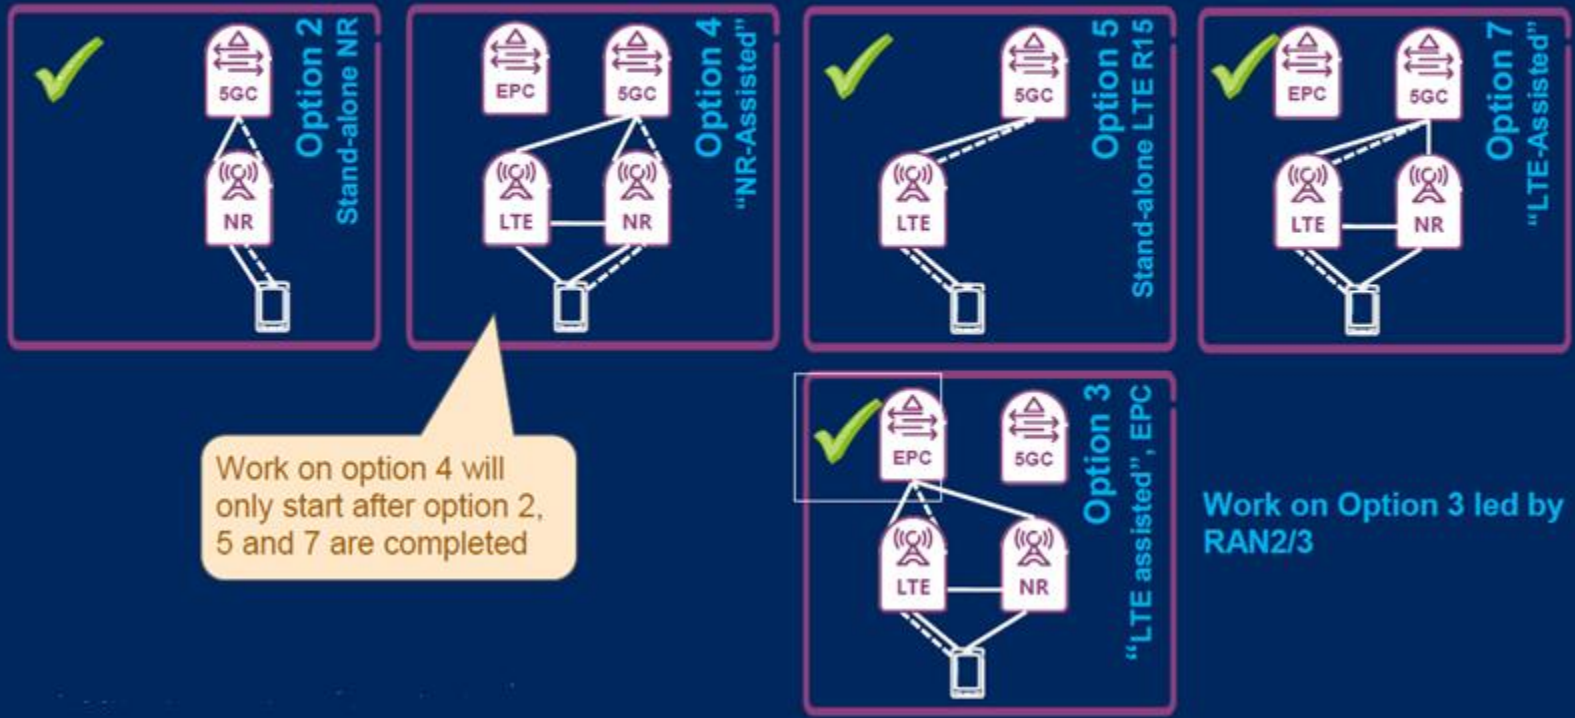 5GC
NR
Option 2
Stand-alone NR
EPC
5GC
LTE
NR
Option 4
“NR-Assisted”
5GC
LTE
Option 5
Stand-alone LTE R15
EPC
5GC
LTE
NR
Option 7
“LTE-Assisted”
Work on option 4 will
only start after option 2,
5 and 7 are completed
EPC
5GC
LTE
NR
Option 3
“LTE assisted”, EPC
Work on Option 3 led by
RAN2/3